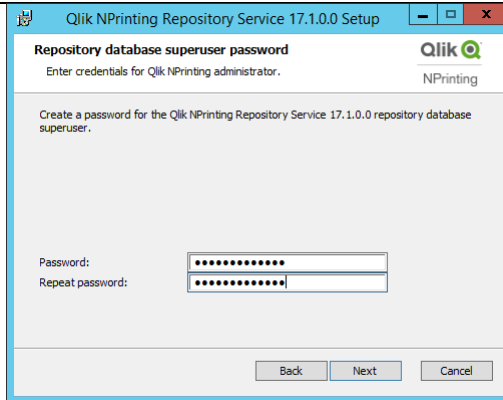 Qlik NPrinting Repository Service 17.1.0.0 Setup
Repository database superuser password
Enter credentials for Qlik NPrinting administrator.
Qlik
NPrinting
Create a password for the Qlik NPrinting Repository Service 17.1.0.0 repository database
superuser.
Password: •••••••••••••
Repeat password: •••••••••••••
Back Next Cancel